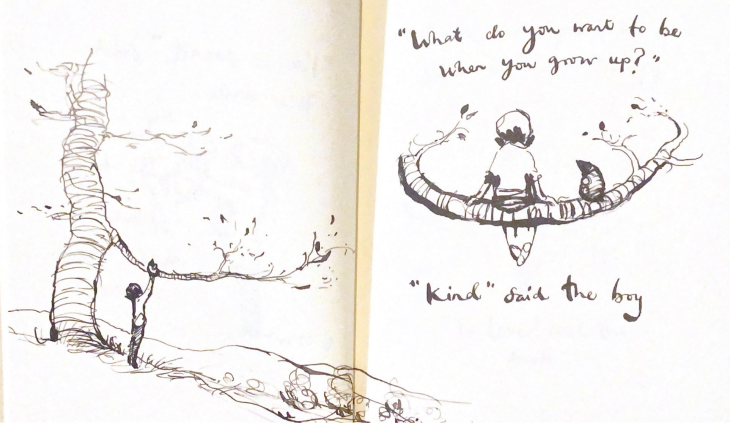 "What do you want to be
when you grow up?"
"Kind" said the boy